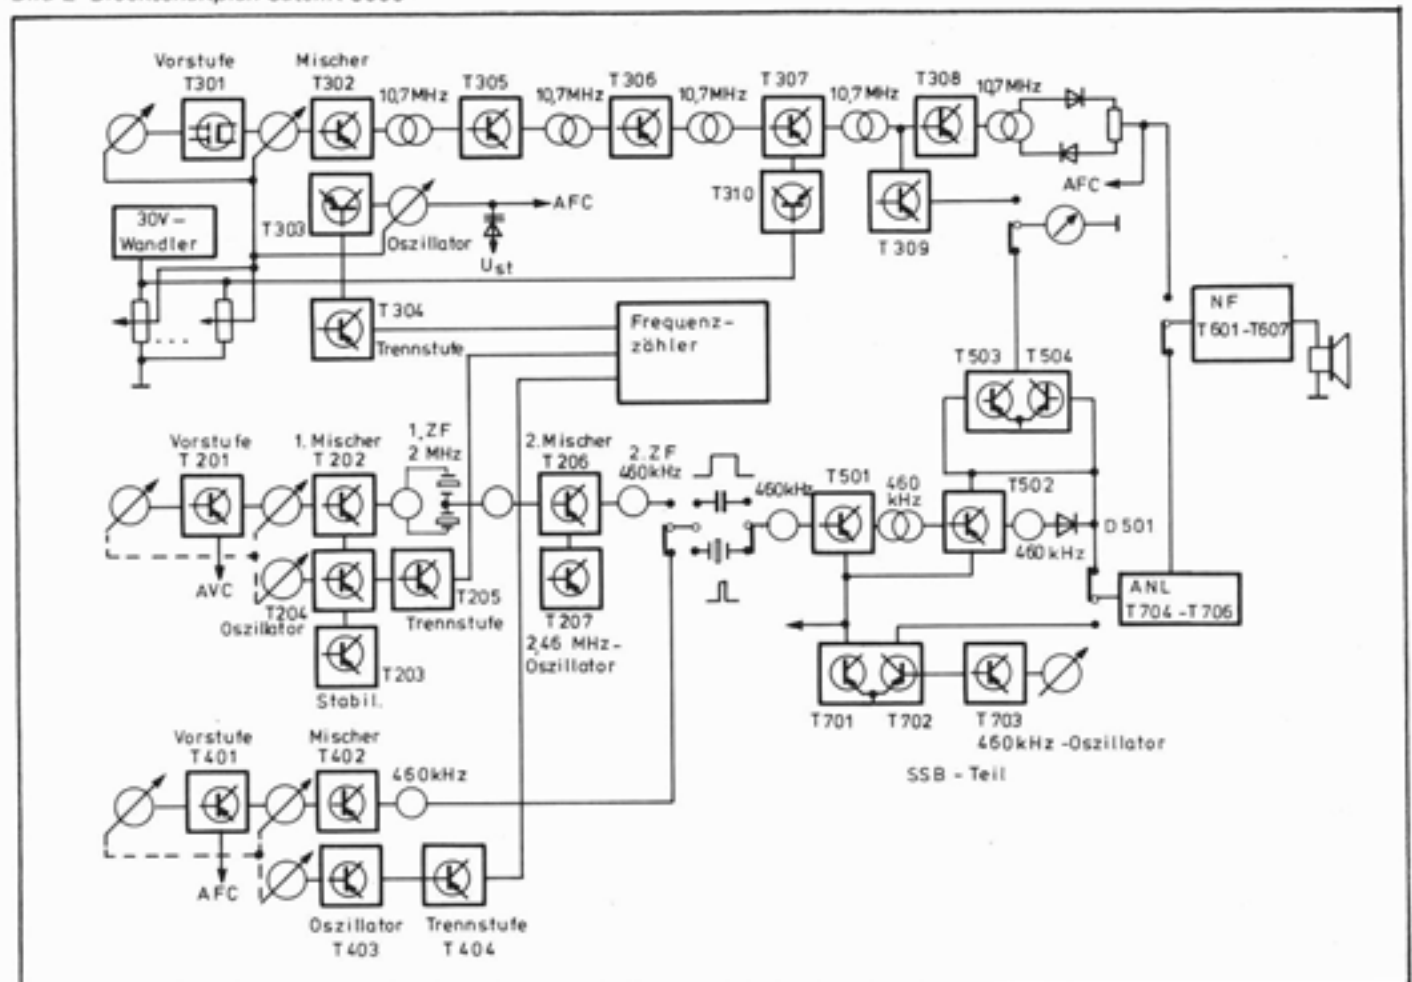 Vorstufe
T301
Mischer
T302
10,7MHz
T305
10,7MHz
T306
10,7MHz
T307
10,7MHz
T308
10,7MHz
AFC
30V-
Wandler
T303
Oszillator
AFC
Ust
T310
T309
T304
Trennstufe
Frequenz-
zähler
NF
T601-T607
T503
T504
Vorstufe
T201
1. Mischer
T202
1. ZF
2 MHz
2. Mischer
T206
2. ZF
460kHz
460kHz
T501
460
kHz
T502
D501
460kHz
AVC
T204
Oszillator
T205
Trennstufe
T207
2,46 MHz-
Oszillator
T203
Stabil.
ANL
T704-T706
T701
T702
T703
460kHz-Oszillator
SSB-Teil
Vorstufe
T401
Mischer
T402
460kHz
AFC
Oszillator
T403
Trennstufe
T404